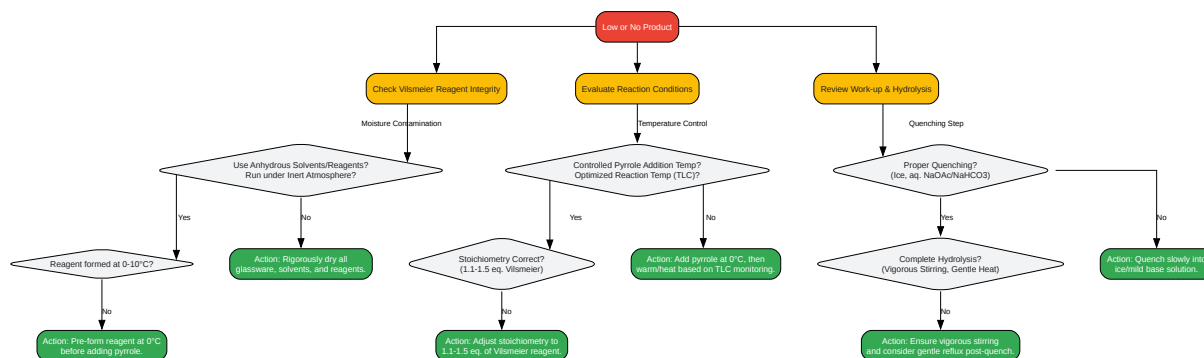 Low or No Product
Check Vilsmeier Reagent Integrity
Evaluate Reaction Conditions
Review Work-up & Hydrolysis
Moisture Contamination
Temperature Control
Quenching Step
Use Anhydrous Solvents/Reagents?
Run under Inert Atmosphere?
Controlled Pyrrole Addition Temp?
Optimized Reaction Temp (TLC)?
Proper Quenching?
(Ice, aq. NaOAc/NaHCO3)
Yes
No
Yes
No
Yes
No
Reagent formed at 0-10°C?
Action: Rigorously dry all
glassware, solvents, and reagents.
Stoichiometry Correct?
(1.1-1.5 eq. Vilsmeier)
Action: Add pyrrole at 0°C, then
warm/heat based on TLC monitoring.
Complete Hydrolysis?
(Vigorous Stirring, Gentle Heat)
Action: Quench slowly into
ice/mild base solution.
No
No
No
Action: Pre-form reagent at 0°C
before adding pyrrole.
Action: Adjust stoichiometry to
1.1-1.5 eq. of Vilsmeier reagent.
Action: Ensure vigorous stirring
and consider gentle reflux post-quench.